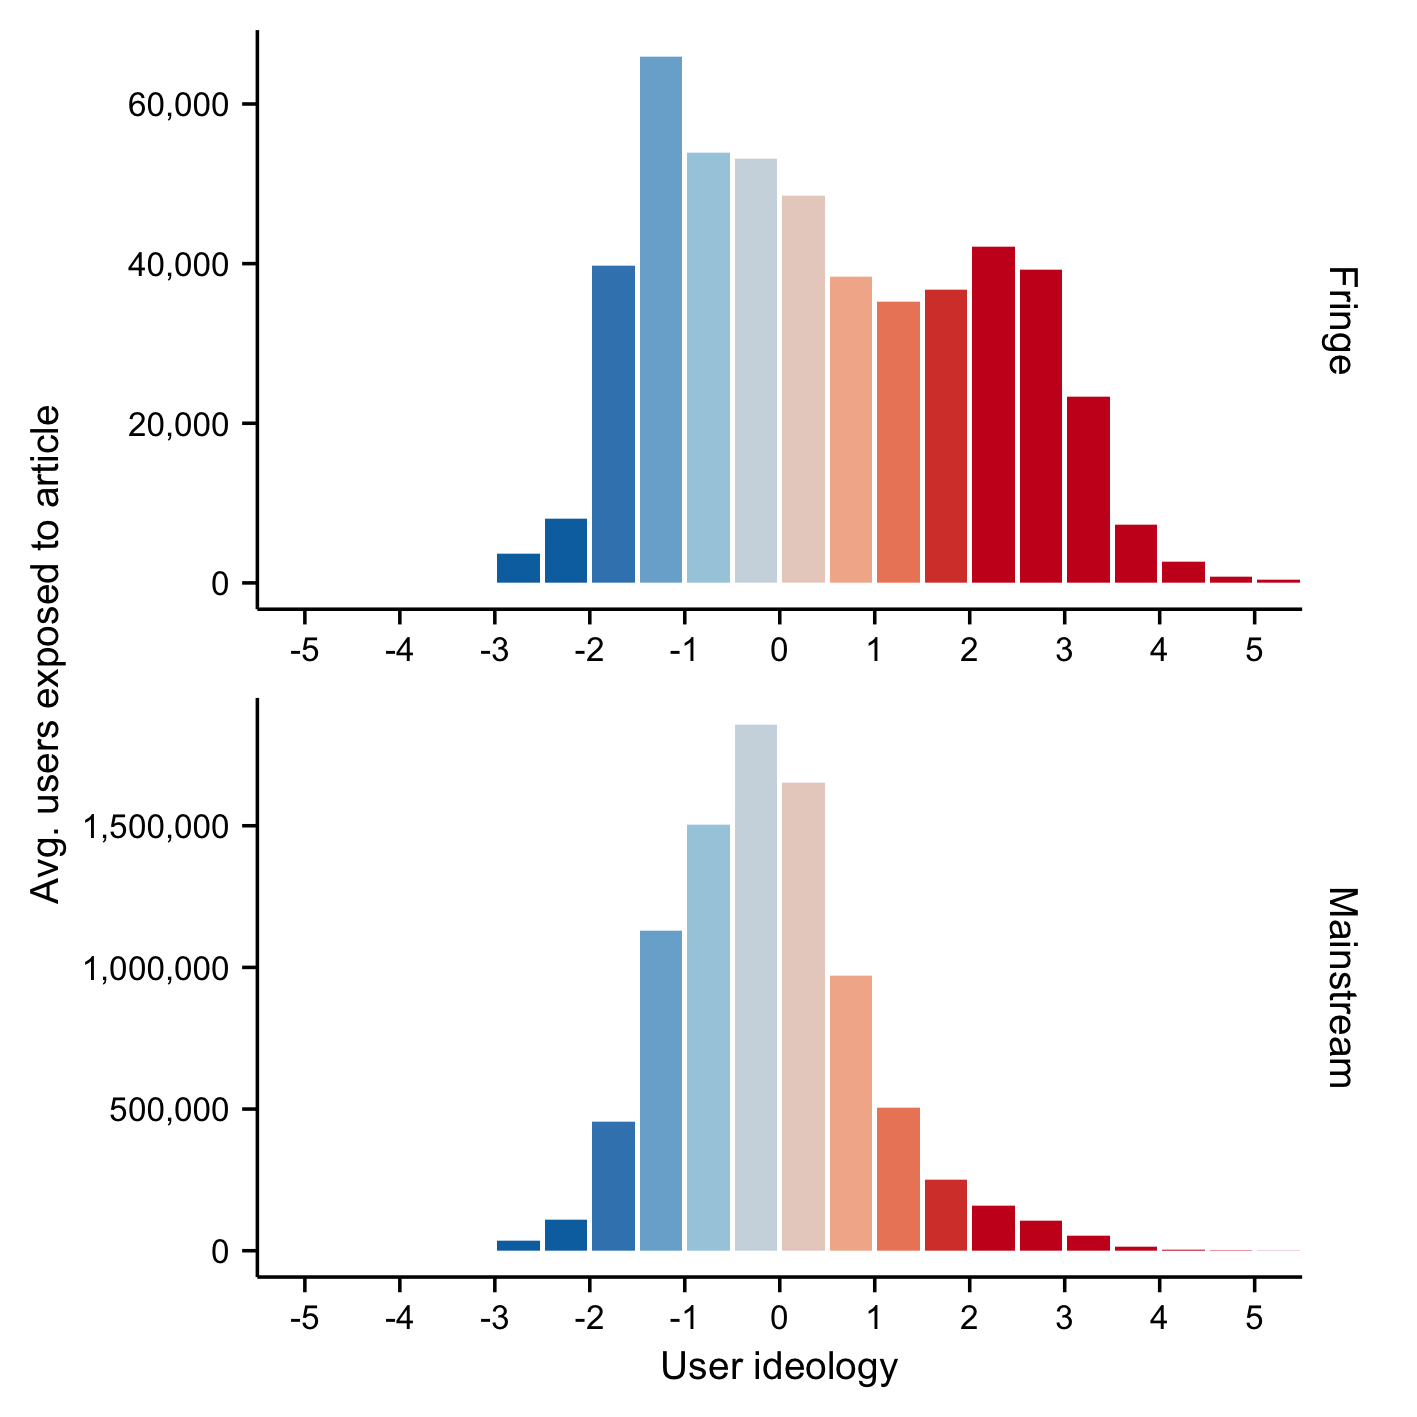 Avg. users exposed to article
60,000
40,000
20,000
0
-5 -4 -3 -2 -1 0 1 2 3 4 5
Fringe
1,500,000
1,000,000
500,000
0
-5 -4 -3 -2 -1 0 1 2 3 4 5
Mainstream
User ideology